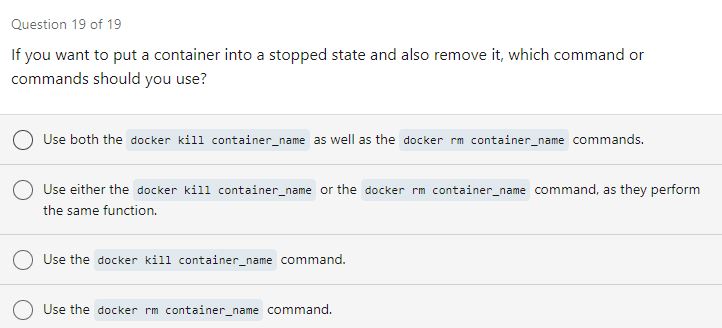 Question 19 of 19
If you want to put a container into a stopped state and also remove it, which command or
commands should you use?
Use both the docker kill container_name as well as the docker rm container_name commands.
Use either the docker kill container_name or the docker rm container_name command, as they perform
the same function.
Use the docker kill container_name command.
Use the docker rm container_name command.